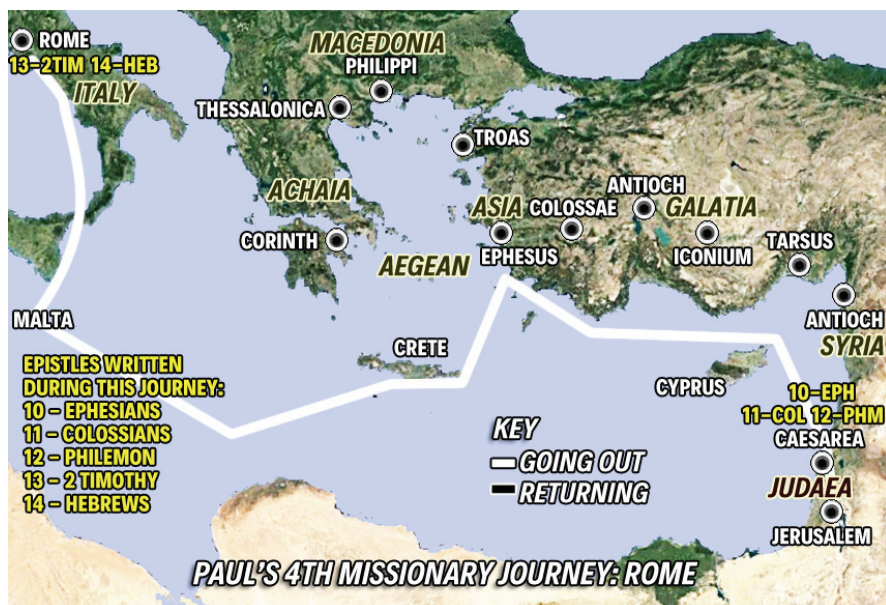 ROME
13-2TIM 14-HEB
ITALY
MACEDONIA
PHILIPPI
THESSALONICA
TROAS
ACHAIA
CORINTH
AEGEAN
ASIA
EPHESUS
COLOSSAE
ANTIOCH
GALATIA
ICONIUM
TARSUS
ANTIOCH
SYRIA
MALTA
CRETE
CYPRUS
10-EPH
11-COL 12-PHM
CAESAREA
JUDAEA
JERUSALEM
EPISTLES WRITTEN
DURING THIS JOURNEY:
10 - EPHESIANS
11 - COLOSSIANS
12 - PHILEMON
13 - 2 TIMOTHY
14 - HEBREWS
KEY
GOING OUT
RETURNING
PAUL'S 4TH MISSIONARY JOURNEY: ROME